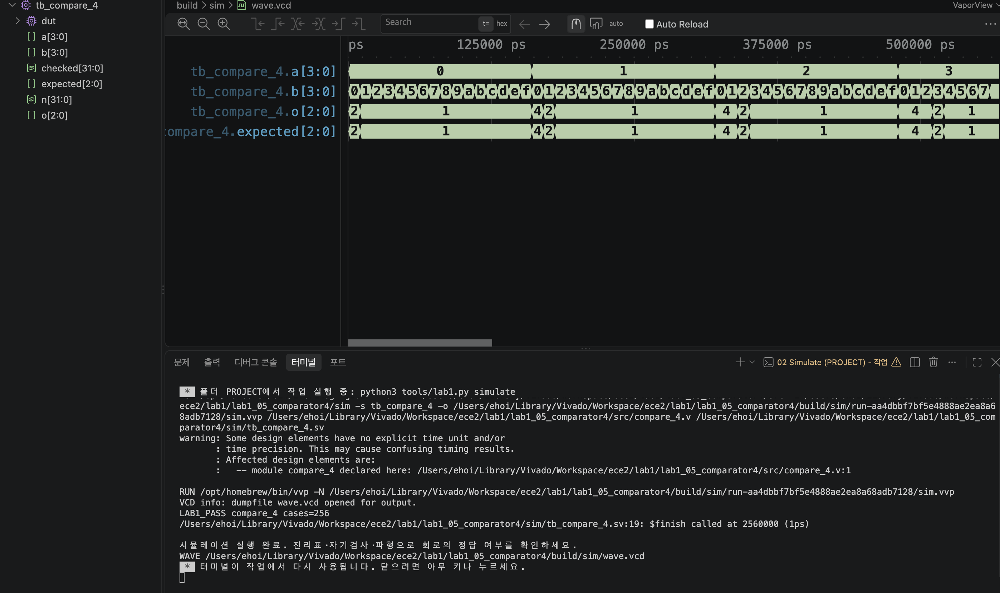 tb_compare_4
dut
a[3:0]
b[3:0]
checked[31:0]
expected[2:0]
n[31:0]
o[2:0]
build > sim > wave.vcd
VaporView
Search t= hex auto Auto Reload ...
ps 125000 ps 250000 ps 375000 ps 500000 ps
tb_compare_4.a[3:0] 0 1 2 3
tb_compare_4.b[3:0] 0 1 2 3 4 5 6 7 8 9 a b c d e f 0 1 2 3 4 5 6 7 8 9 a b c d e f 0 1 2 3 4 5 6 7 8 9 a b c d e f 0 1 2 3 4 5 6 7
tb_compare_4.o[2:0] 2 1 4 2 1 4 2 1 4 2 1
compare_4.expected[2:0] 2 1 4 2 1 4 2 1 4 2 1
문제 출력 디버그 콘솔 터미널 포트
02 Simulate (PROJECT) - 작업
* 폴더 PROJECT에서 작업 실행 중: python3 tools/lab1.py simulate
ece2/lab1/lab1_05_comparator4/sim -s tb_compare_4 -o /Users/ehoi/Library/Vivado/Workspace/ece2/lab1/lab1_05_comparator4/build/sim/run-aa4dbbf7bf5e4888ae2ea8a6
8adb7128/sim.vvp /Users/ehoi/Library/Vivado/Workspace/ece2/lab1/lab1_05_comparator4/src/compare_4.v /Users/ehoi/Library/Vivado/Workspace/ece2/lab1/lab1_05_com
parator4/sim/tb_compare_4.sv
warning: Some design elements have no explicit time unit and/or
: time precision. This may cause confusing timing results.
: Affected design elements are:
: -- module compare_4 declared here: /Users/ehoi/Library/Vivado/Workspace/ece2/lab1/lab1_05_comparator4/src/compare_4.v:1
RUN /opt/homebrew/bin/vvp -N /Users/ehoi/Library/Vivado/Workspace/ece2/lab1/lab1_05_comparator4/build/sim/run-aa4dbbf7bf5e4888ae2ea8a68adb7128/sim.vvp
VCD info: dumpfile wave.vcd opened for output.
LAB1_PASS compare_4 cases=256
/Users/ehoi/Library/Vivado/Workspace/ece2/lab1/lab1_05_comparator4/sim/tb_compare_4.sv:19: $finish called at 2560000 (1ps)
시뮬레이션 실행 완료. 진리표·자기검사·파형으로 회로의 정답 여부를 확인하세요.
WAVE /Users/ehoi/Library/Vivado/Workspace/ece2/lab1/lab1_05_comparator4/build/sim/wave.vcd
* 터미널이 작업에서 다시 사용됩니다. 닫으려면 아무 키나 누르세요.